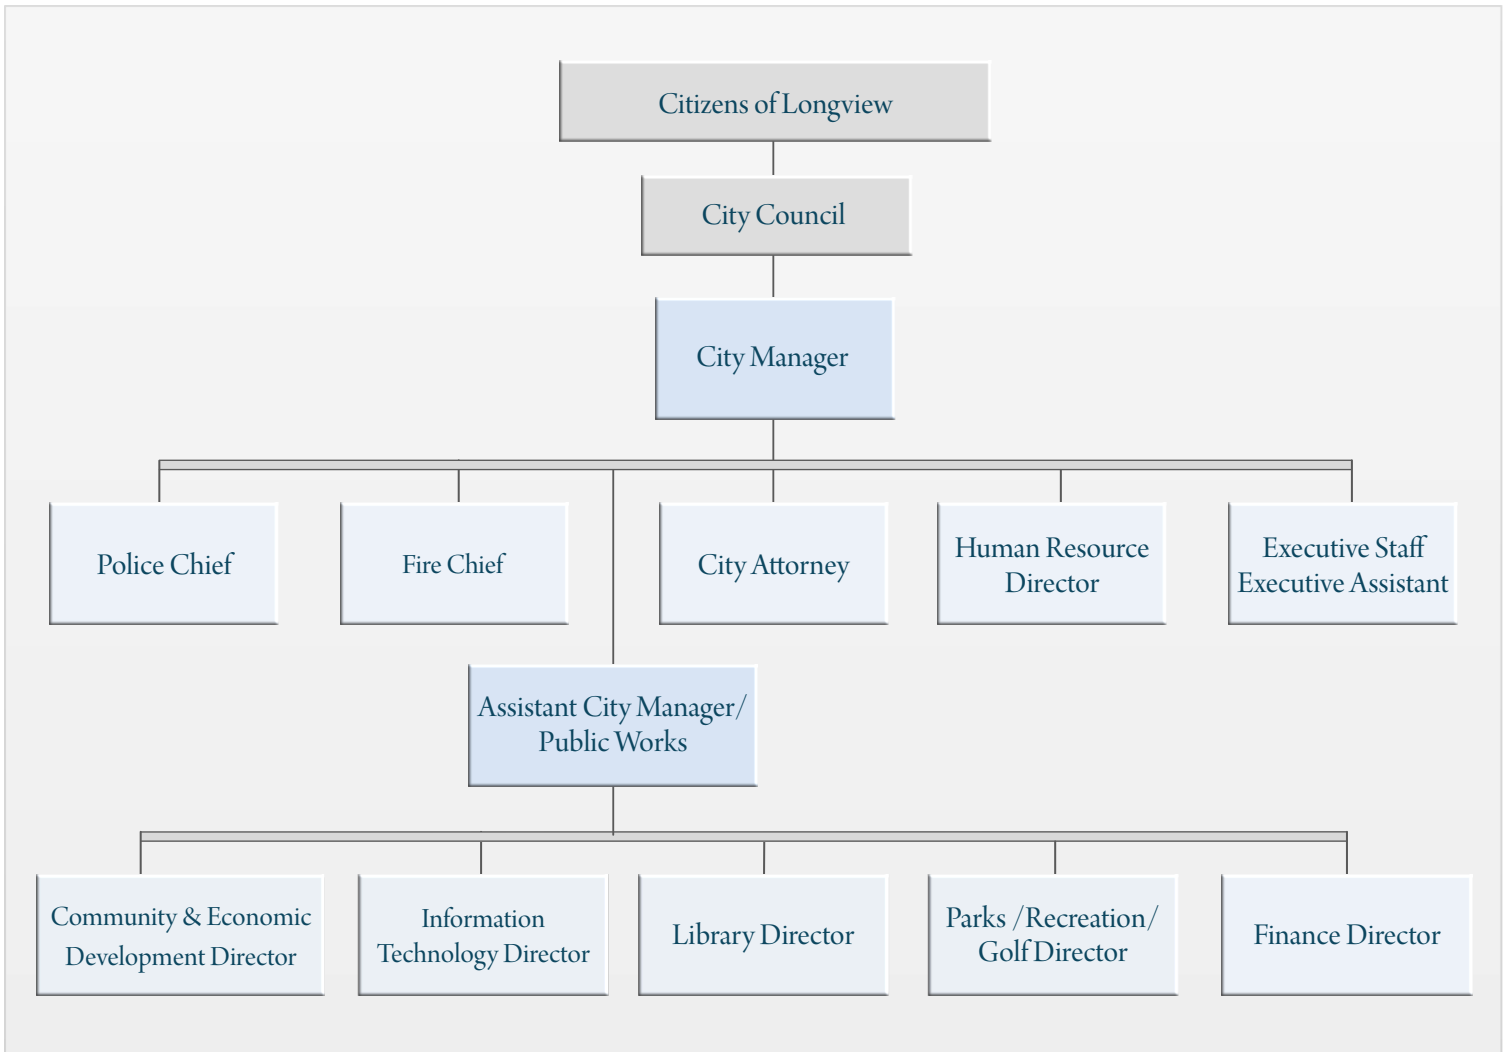 Citizens of Longview
City Council
City Manager
Police Chief
Fire Chief
City Attorney
Human Resource
Director
Executive Staff
Executive Assistant
Assistant City Manager/
Public Works
Community & Economic
Development Director
Information
Technology Director
Library Director
Parks /Recreation/
Golf Director
Finance Director